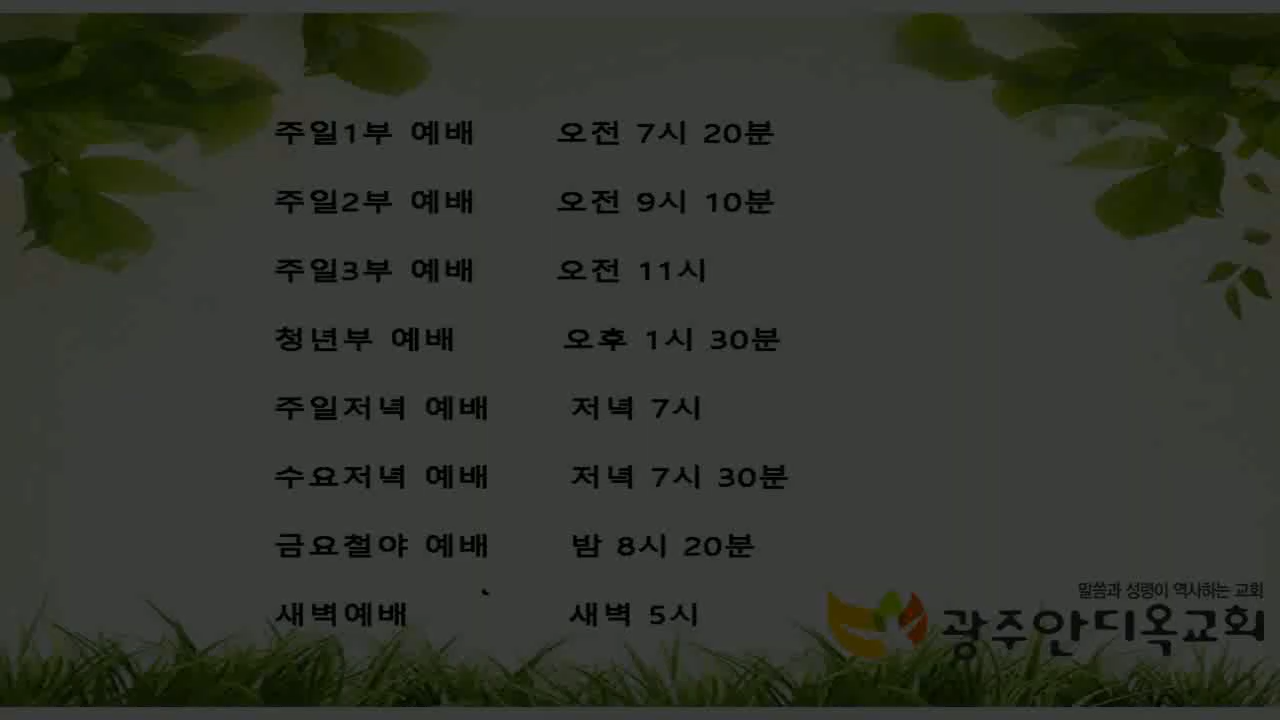 주일1부 예배 오전 7시 20분
주일2부 예배 오전 9시 10분
주일3부 예배 오전 11시
청년부 예배 오후 1시 30분
주일저녁 예배 저녁 7시
수요저녁 예배 저녁 7시 30분
금요철야 예배 밤 8시 20분
새벽예배 새벽 5시
말씀과 성령이 역사하는 교회
광주안디옥교회